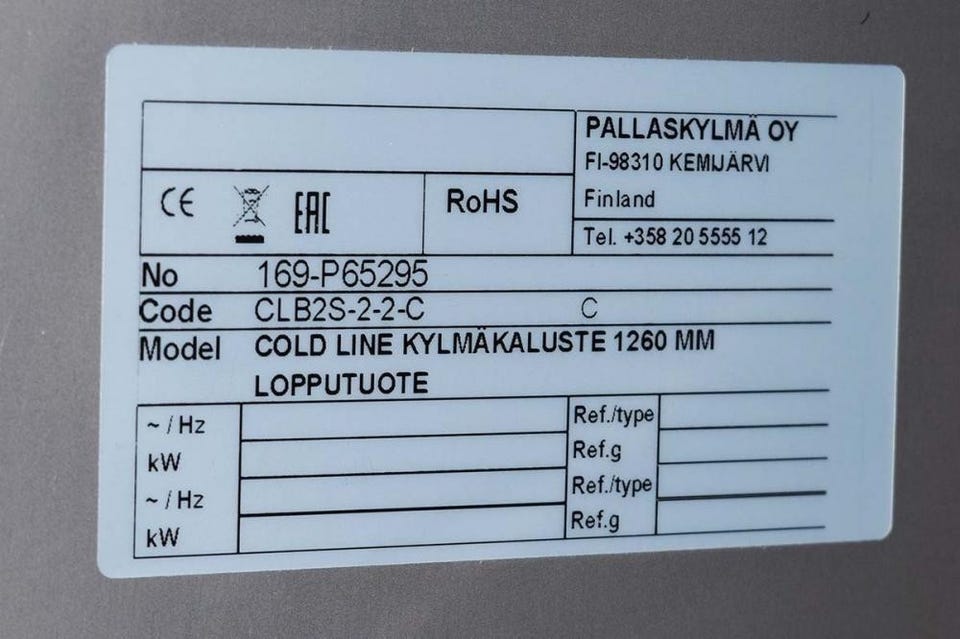 PALLASKYLMÄ OY
FI-98310 KEMIJÄRVI
Finland
Tel. +358 20 5555 12
CE EAC RoHS
No 169-P65295
Code CLB2S-2-2-C C
Model COLD LINE KYLMÄKALUSTE 1260 MM
LOPPUTUOTE
~ / Hz Ref./type
kW Ref.g
~ / Hz Ref./type
kW Ref.g